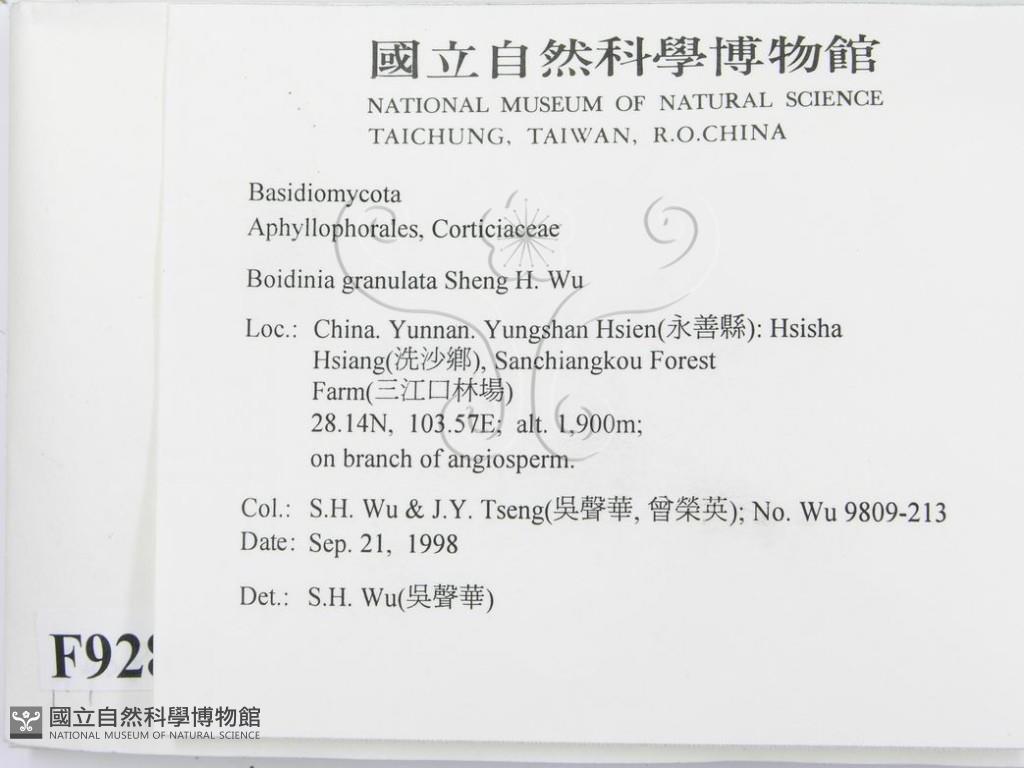 國立自然科學博物館
NATIONAL MUSEUM OF NATURAL SCIENCE
TAICHUNG, TAIWAN, R.O.CHINA
Basidiomycota
Aphyllophorales, Corticiaceae
Boidinia granulata Sheng H. Wu
Loc.: China. Yunnan. Yungshan Hsien(永善縣): Hsisha
Hsiang(洗沙鄉), Sanchiangkou Forest
Farm(三江口林場)
28.14N, 103.57E; alt. 1,900m;
on branch of angiosperm.
Col.: S.H. Wu & J.Y. Tseng(吳聲華, 曾榮英); No. Wu 9809-213
Date: Sep. 21, 1998
Det.: S.H. Wu(吳聲華)
F928
國立自然科學博物館
NATIONAL MUSEUM OF NATURAL SCIENCE